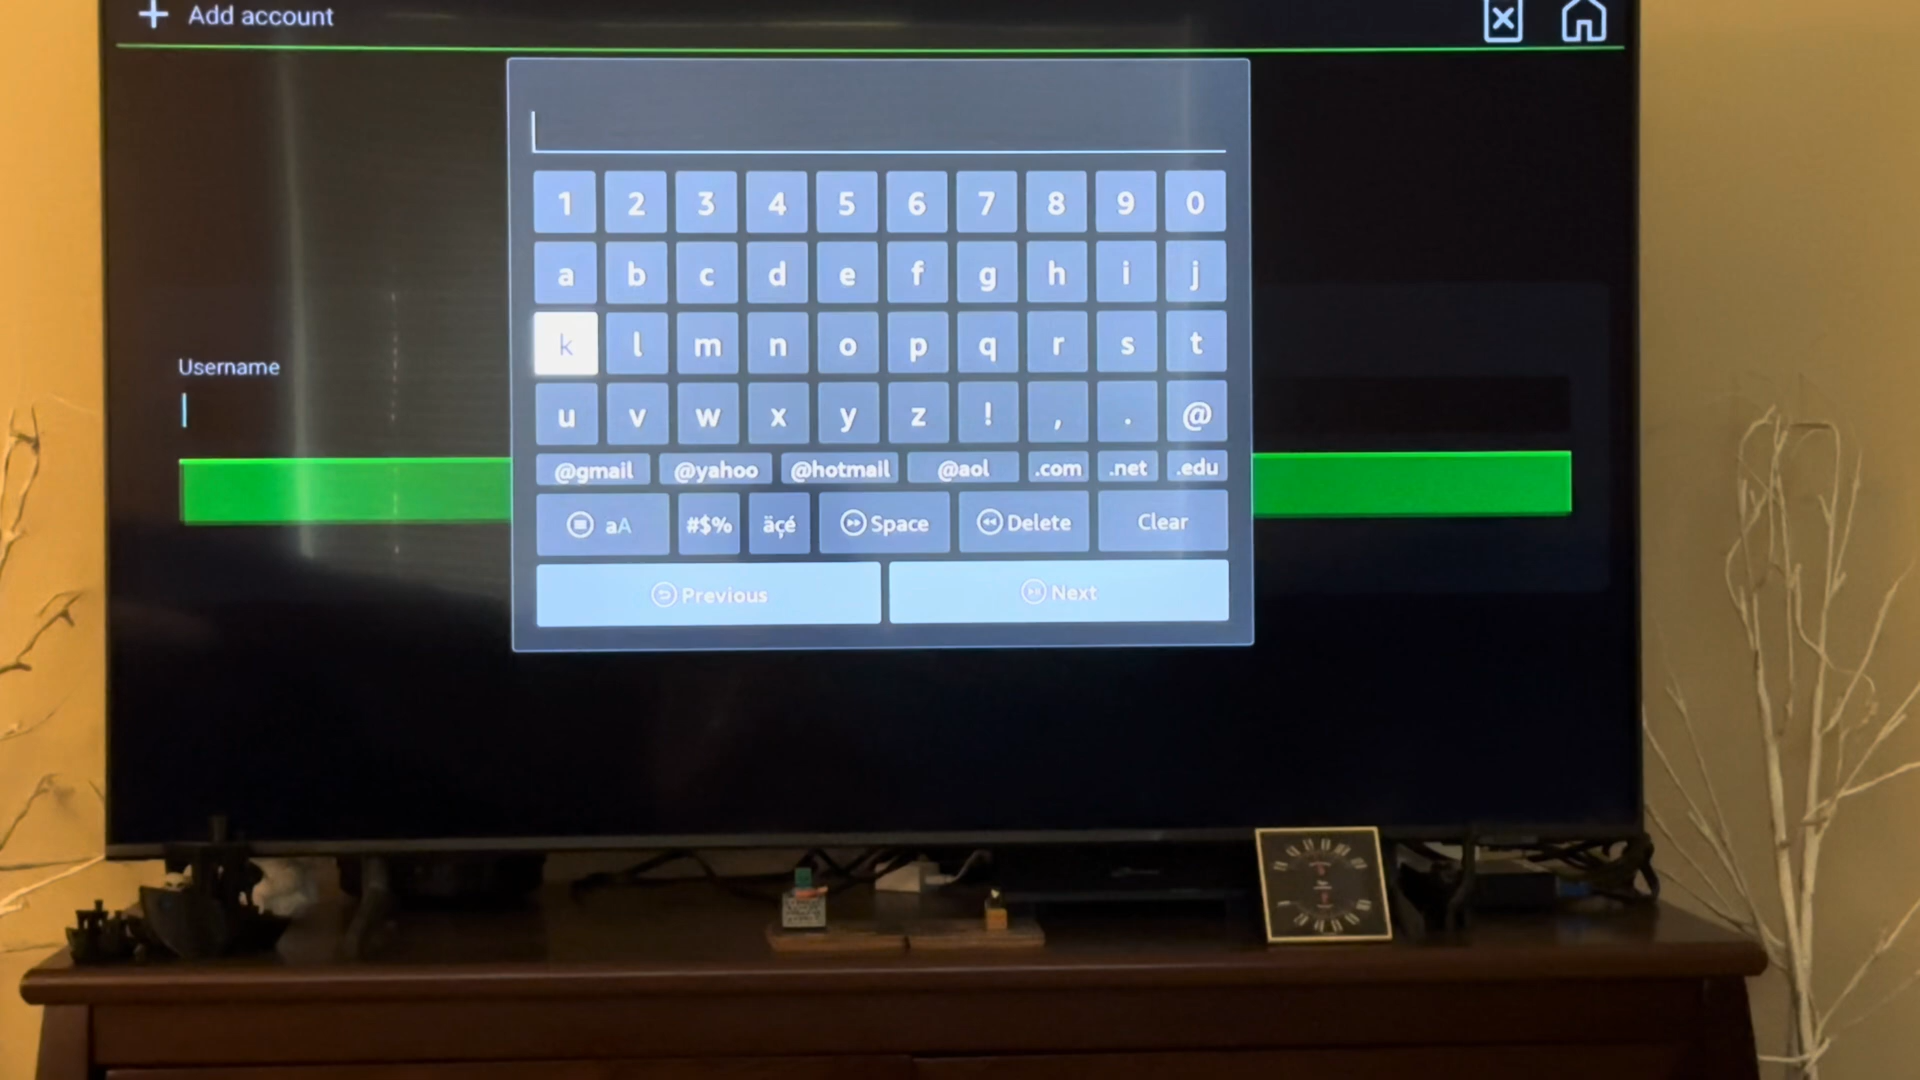 Add account
1 2 3 4 5 6 7 8 9 0
a b c d e f g h i j
k l m n o p q r s t
Username
u v w x y z ! , . @
@gmail @yahoo @hotmail @aol .com .net .edu
aA #$% äçé Space Delete Clear
Previous Next